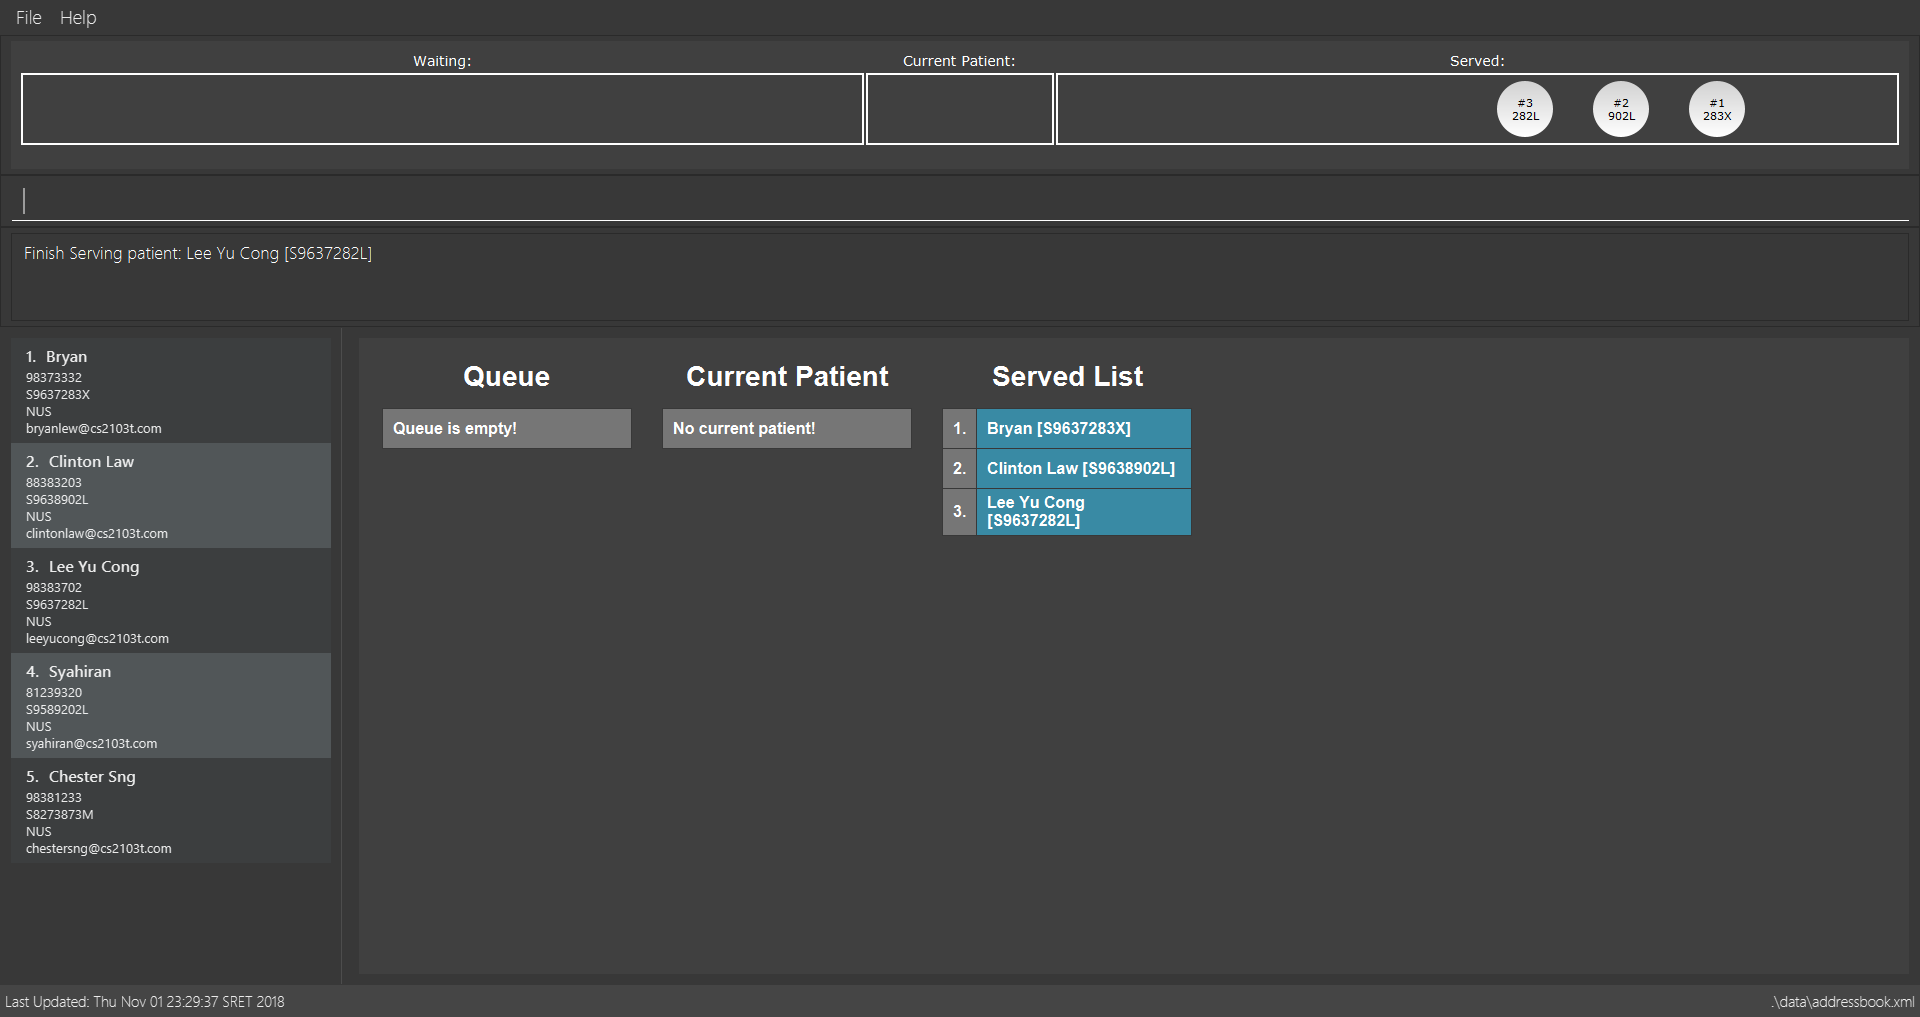 File Help
Waiting: Current Patient: Served:
#3 #2 #1
282L 902L 283X
Finish Serving patient: Lee Yu Cong [S9637282L]
1. Bryan
98373332
S9637283X
NUS
bryanlew@cs2103t.com
2. Clinton Law
88383203
S9638902L
NUS
clintonlaw@cs2103t.com
3. Lee Yu Cong
98383702
S9637282L
NUS
leeyucong@cs2103t.com
4. Syahiran
81239320
S9589202L
NUS
syahiran@cs2103t.com
5. Chester Sng
98381233
S8273873M
NUS
chestersng@cs2103t.com
Queue
Queue is empty!
Current Patient
No current patient!
Served List
1. Bryan [S9637283X]
2. Clinton Law [S9638902L]
3. Lee Yu Cong
[S9637282L]
Last Updated: Thu Nov 01 23:29:37 SRET 2018
.\data\addressbook.xml